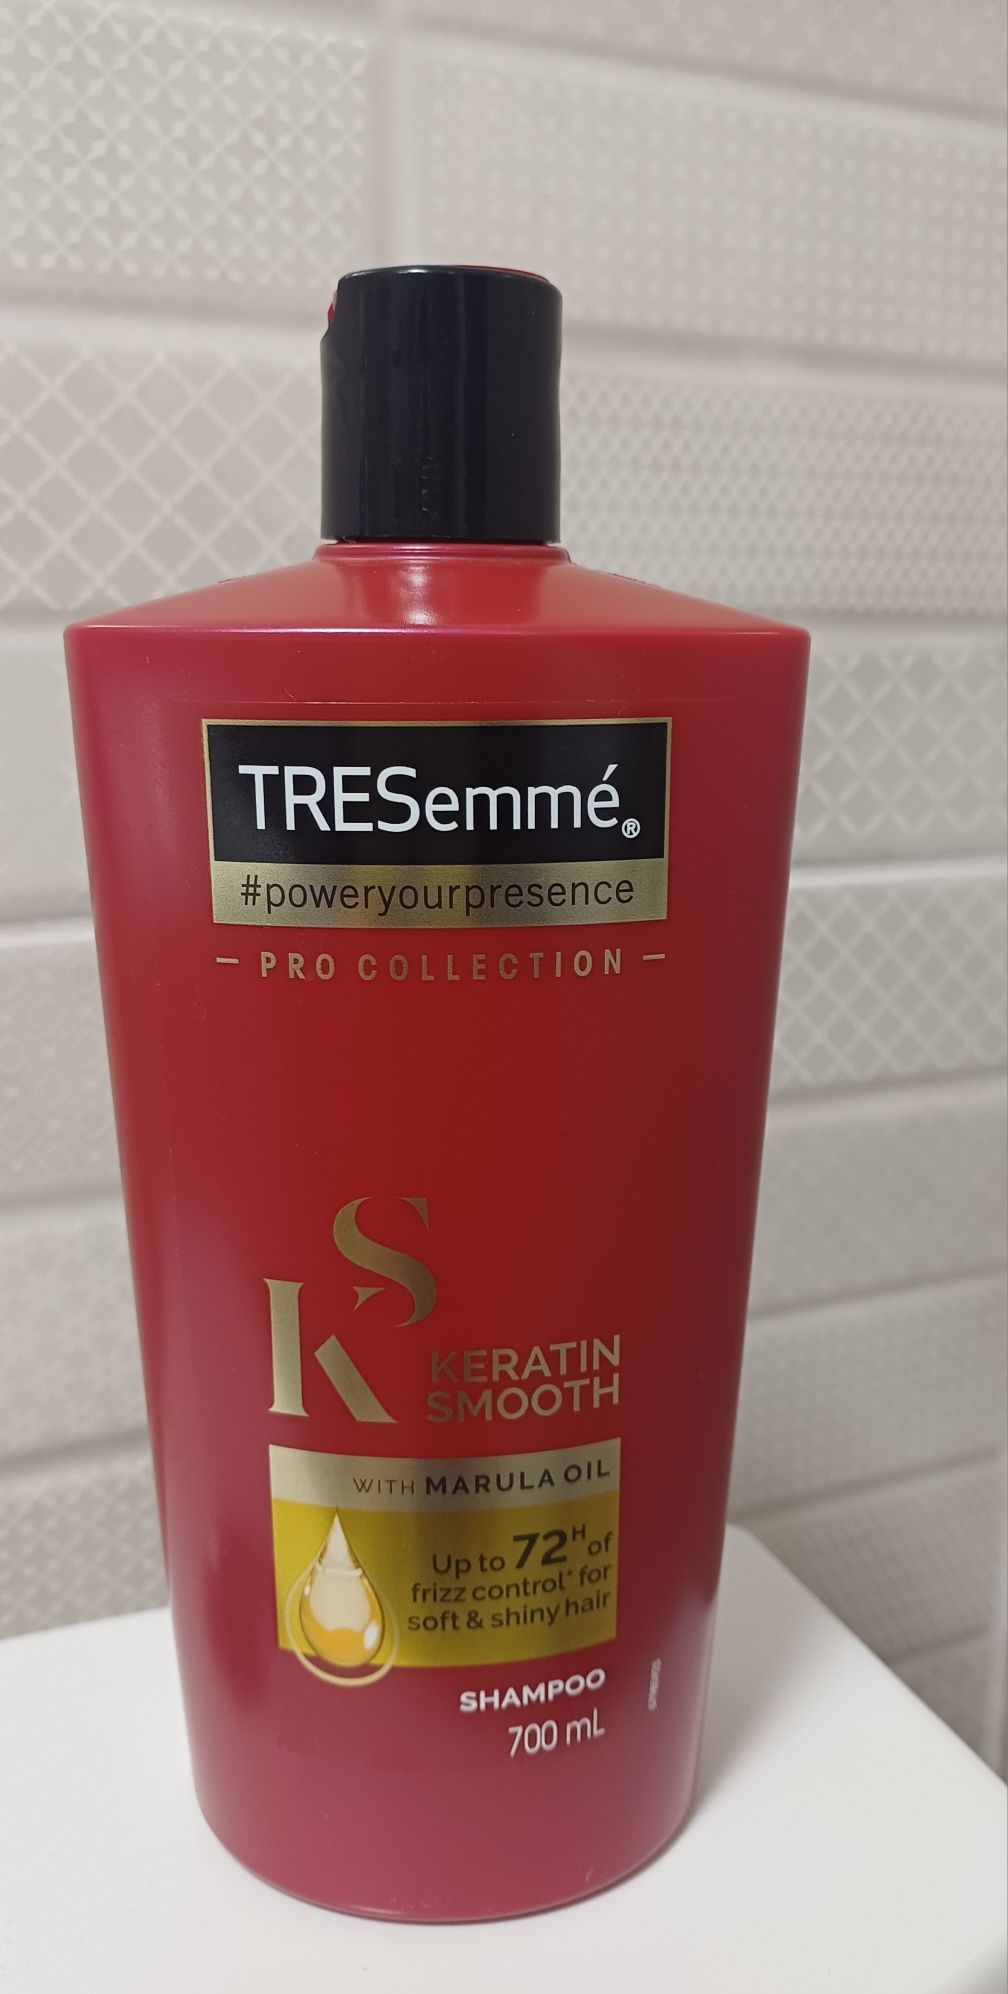 TRESemmé®
#poweryourpresence
– PRO COLLECTION –
KS
KERATIN
SMOOTH
WITH MARULA OIL
Up to 72H of
frizz control* for
soft & shiny hair
SHAMPOO
700 mL